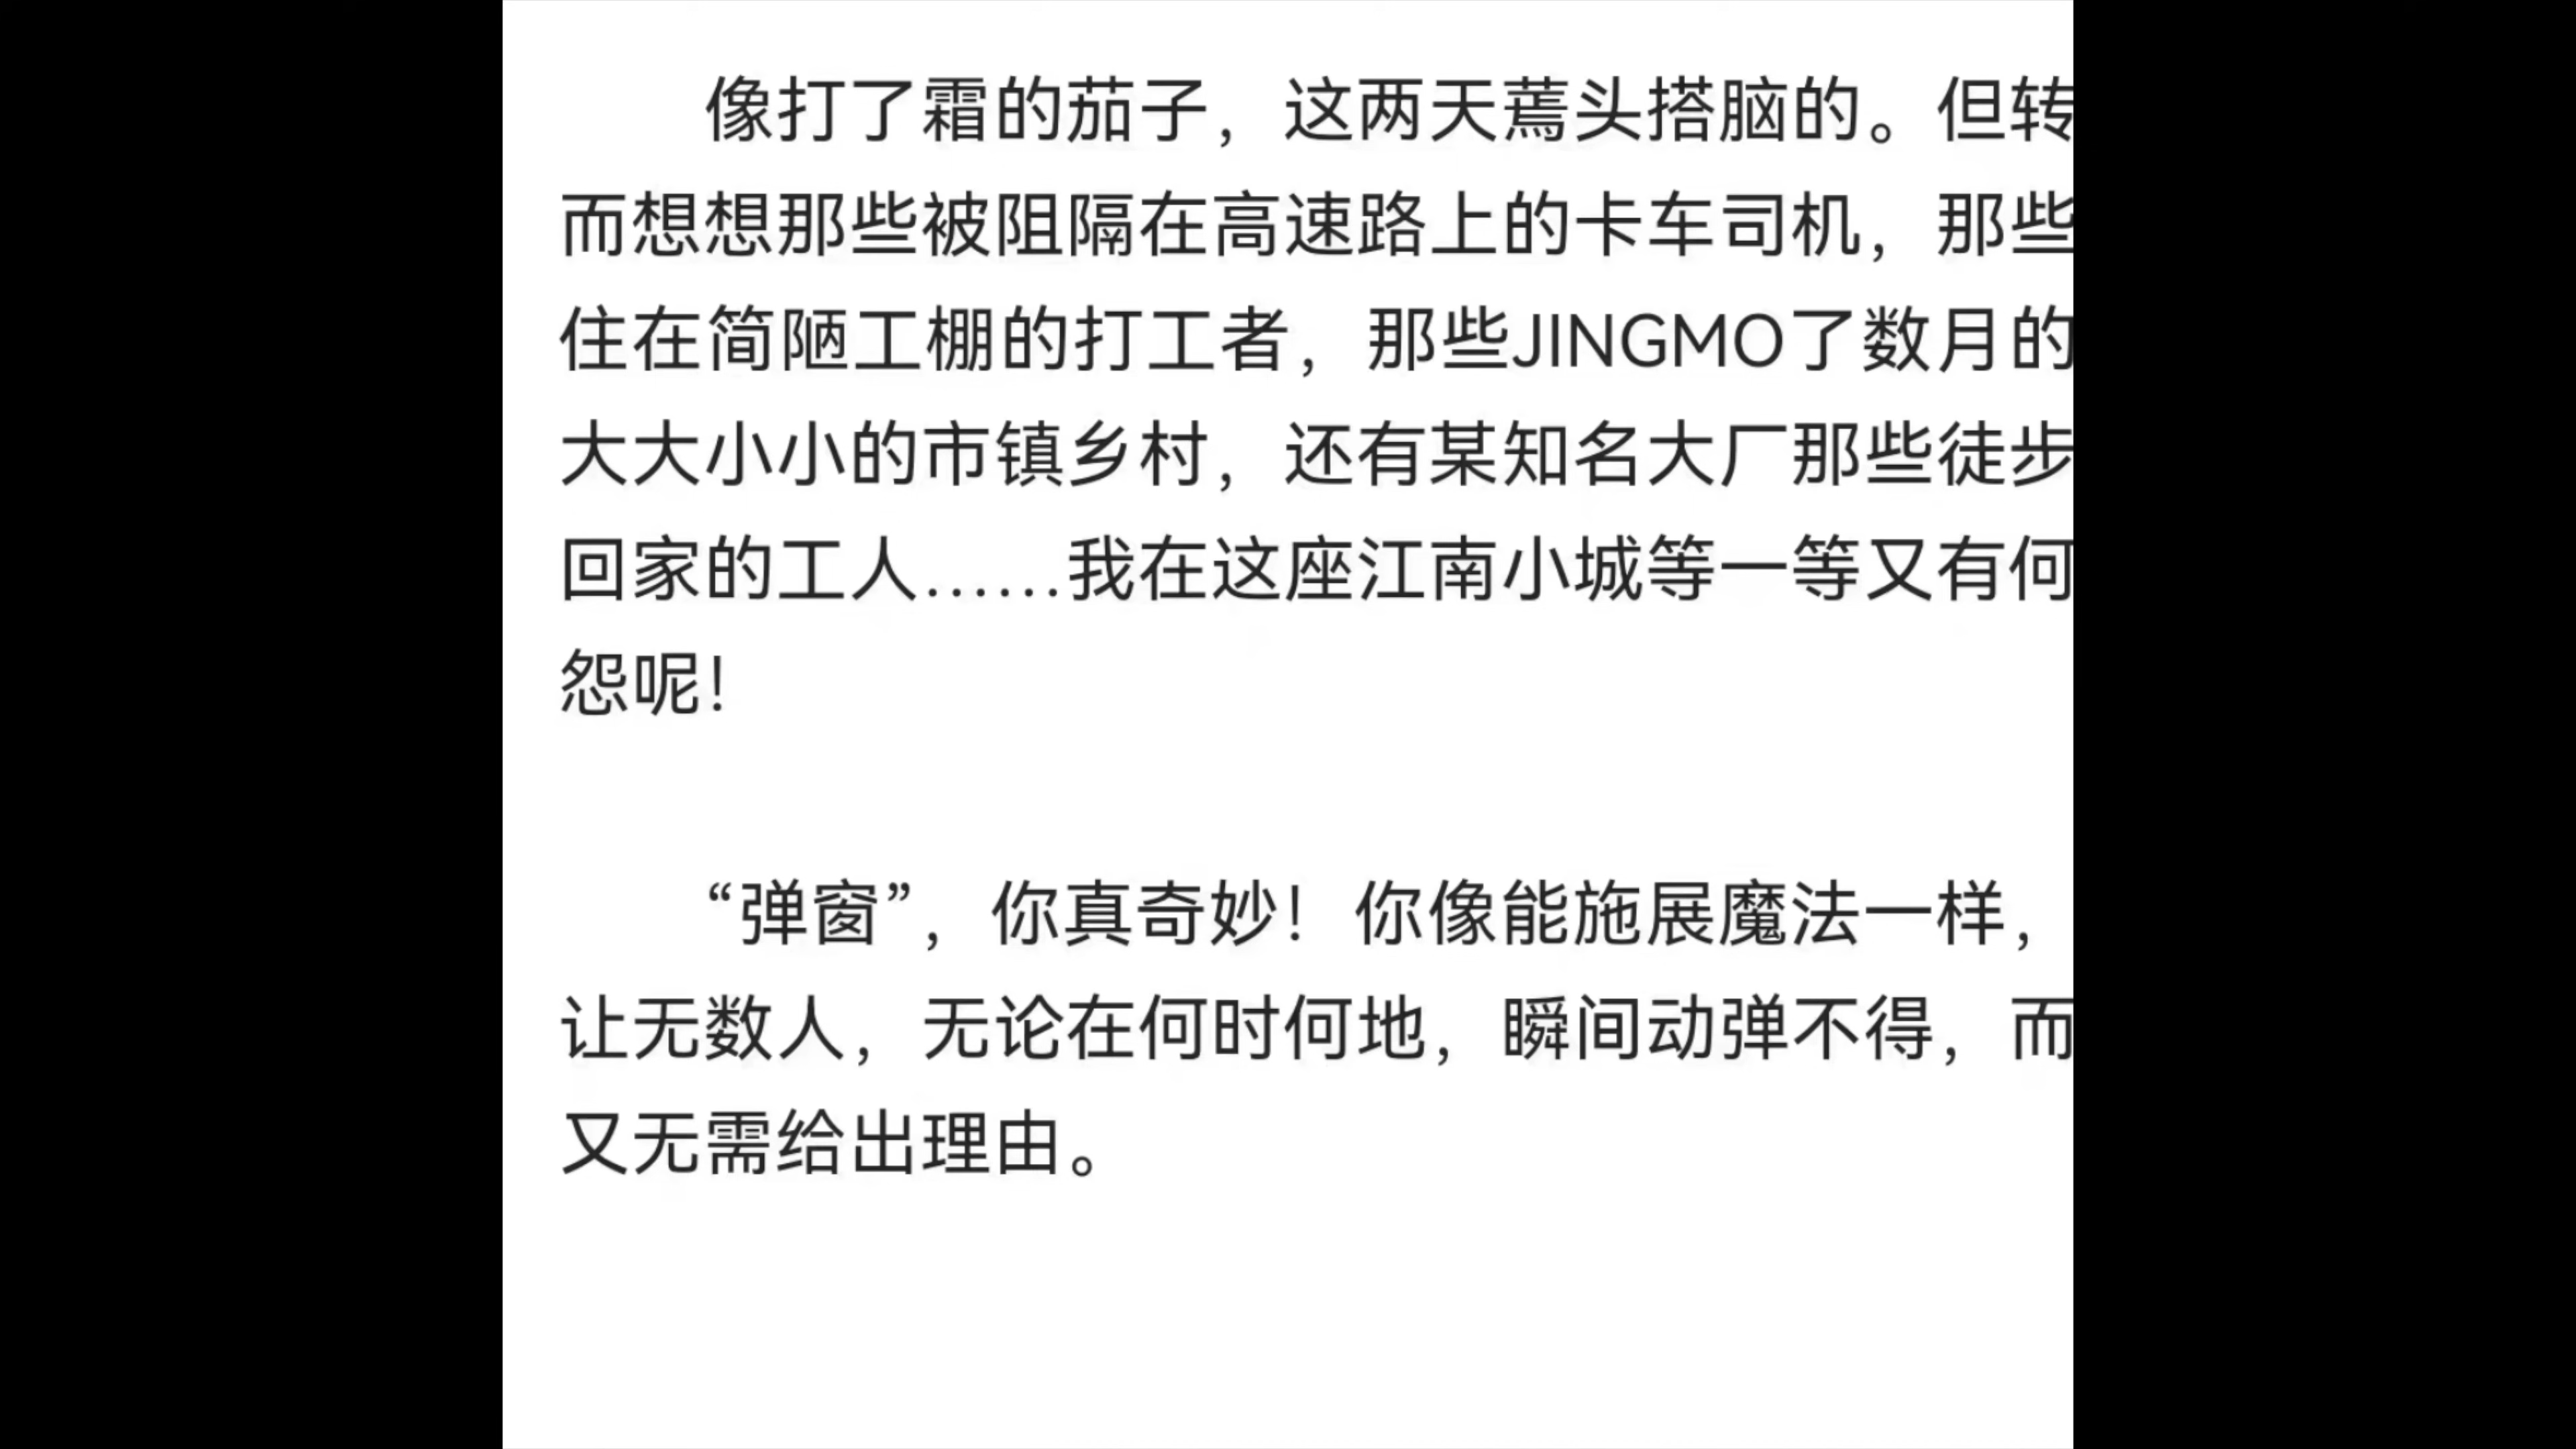 像打了霜的茄子，这两天蔫头搭脑的。但转
而想想那些被阻隔在高速路上的卡车司机，那些
住在简陋工棚的打工者，那些JINGMO了数月的
大大小小的市镇乡村，还有某知名大厂那些徒步
回家的工人……我在这座江南小城等一等又有何
怨呢！
“弹窗”，你真奇妙！你像能施展魔法一样，
让无数人，无论在何时何地，瞬间动弹不得，而
又无需给出理由。